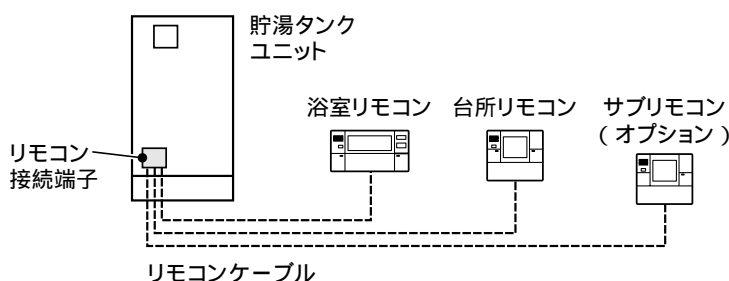 貯湯タンク
ユニット
浴室リモコン
台所リモコン
サブリモコン
(オプション)
リモコン
接続端子
リモコンケーブル